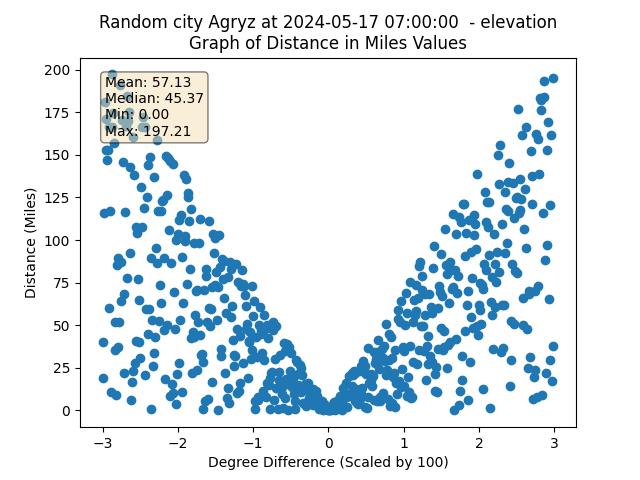 Random city Agryz at 2024-05-17 07:00:00  - elevation
Graph of Distance in Miles Values
Mean: 57.13
Median: 45.37
Min: 0.00
Max: 197.21
200
175
150
125
100
75
50
25
0
Distance (Miles)
−3
−2
−1
0
1
2
3
Degree Difference (Scaled by 100)